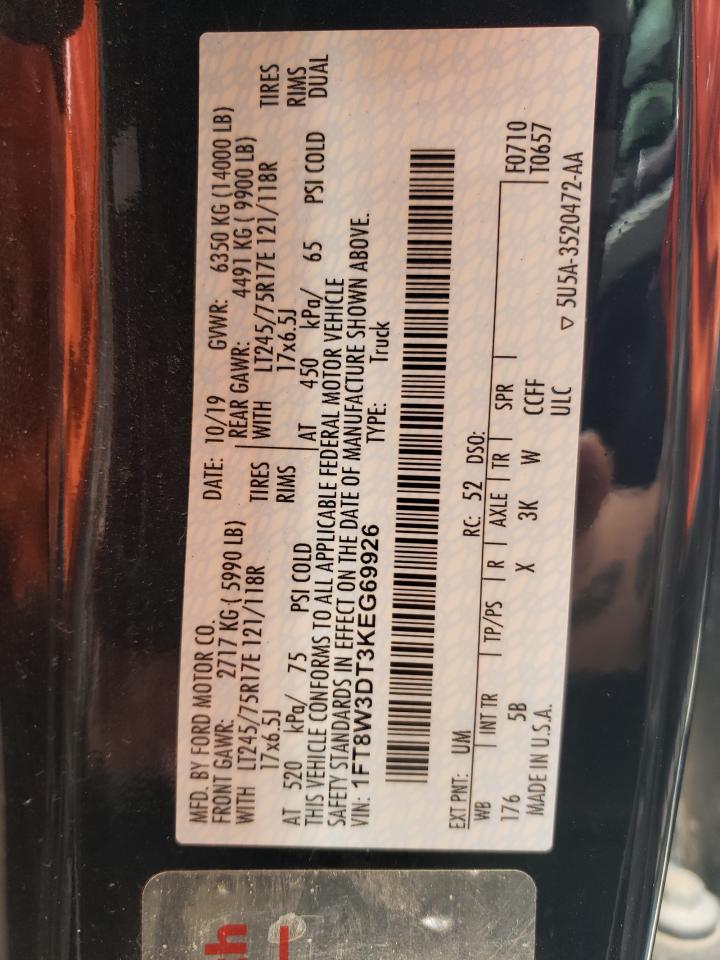 MFD. BY FORD MOTOR CO.
DATE: 10/19 GVWR: 6350 KG (14000 LB)
FRONT GAWR: 2717 KG ( 5990 LB) REAR GAWR: 4491 KG ( 9900 LB)
WITH LT245/75R17E 121/118R TIRES WITH LT245/75R17E 121/118R TIRES
17x6.5J RIMS 17x6.5J RIMS
AT 520 kPa/ 75 PSI COLD AT 450 kPa/ 65 PSI COLD DUAL
THIS VEHICLE CONFORMS TO ALL APPLICABLE FEDERAL MOTOR VEHICLE
SAFETY STANDARDS IN EFFECT ON THE DATE OF MANUFACTURE SHOWN ABOVE.
VIN: 1FT8W3DT3KEG69926 TYPE: Truck
EXT PNT: UM RC: 52 DSO: F0710
WB INT TR TP/PS R AXLE TR SPR T0657
176 5B X 3K W CCFF
MADE IN U.S.A. ULC
▽ 5U5A-3520472-AA